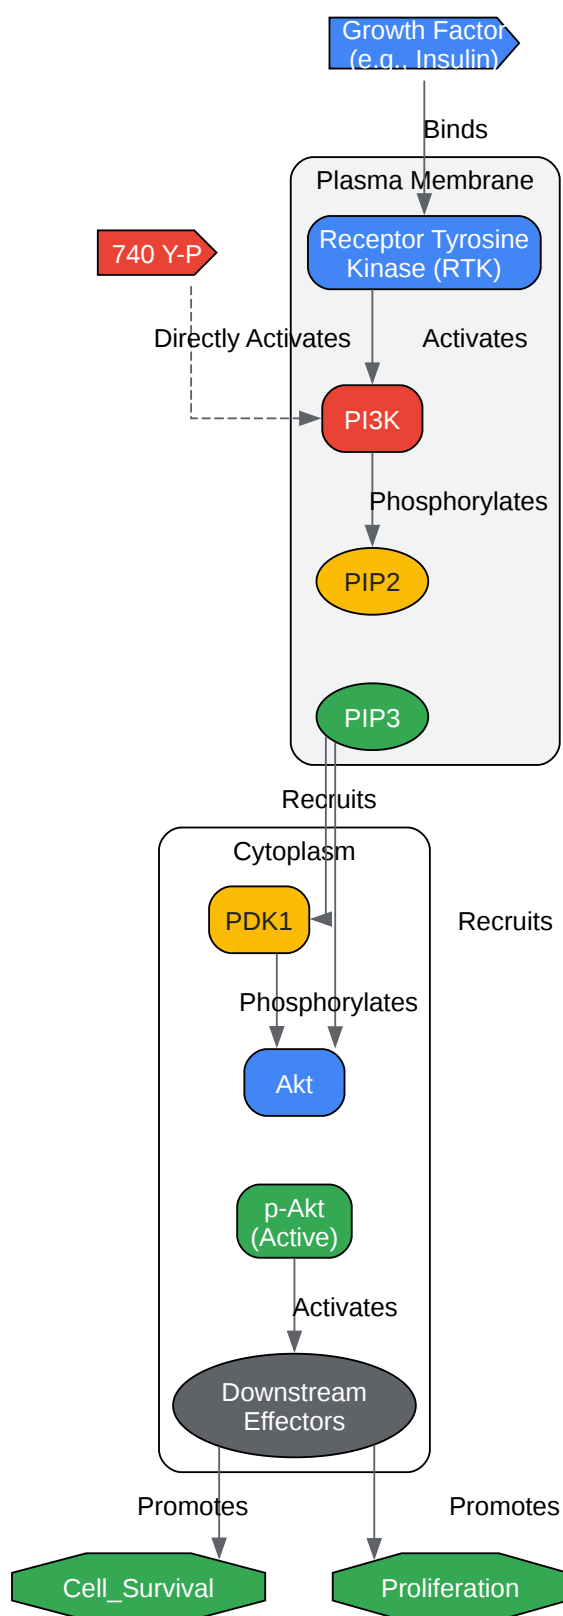 Growth Factor
(e.g., Insulin)
Binds
Plasma Membrane
Receptor Tyrosine
Kinase (RTK)
740 Y-P
Directly Activates
Activates
PI3K
Phosphorylates
PIP2
PIP3
Recruits
Cytoplasm
PDK1
Recruits
Phosphorylates
Akt
p-Akt
(Active)
Activates
Downstream
Effectors
Promotes
Promotes
Cell_Survival
Proliferation